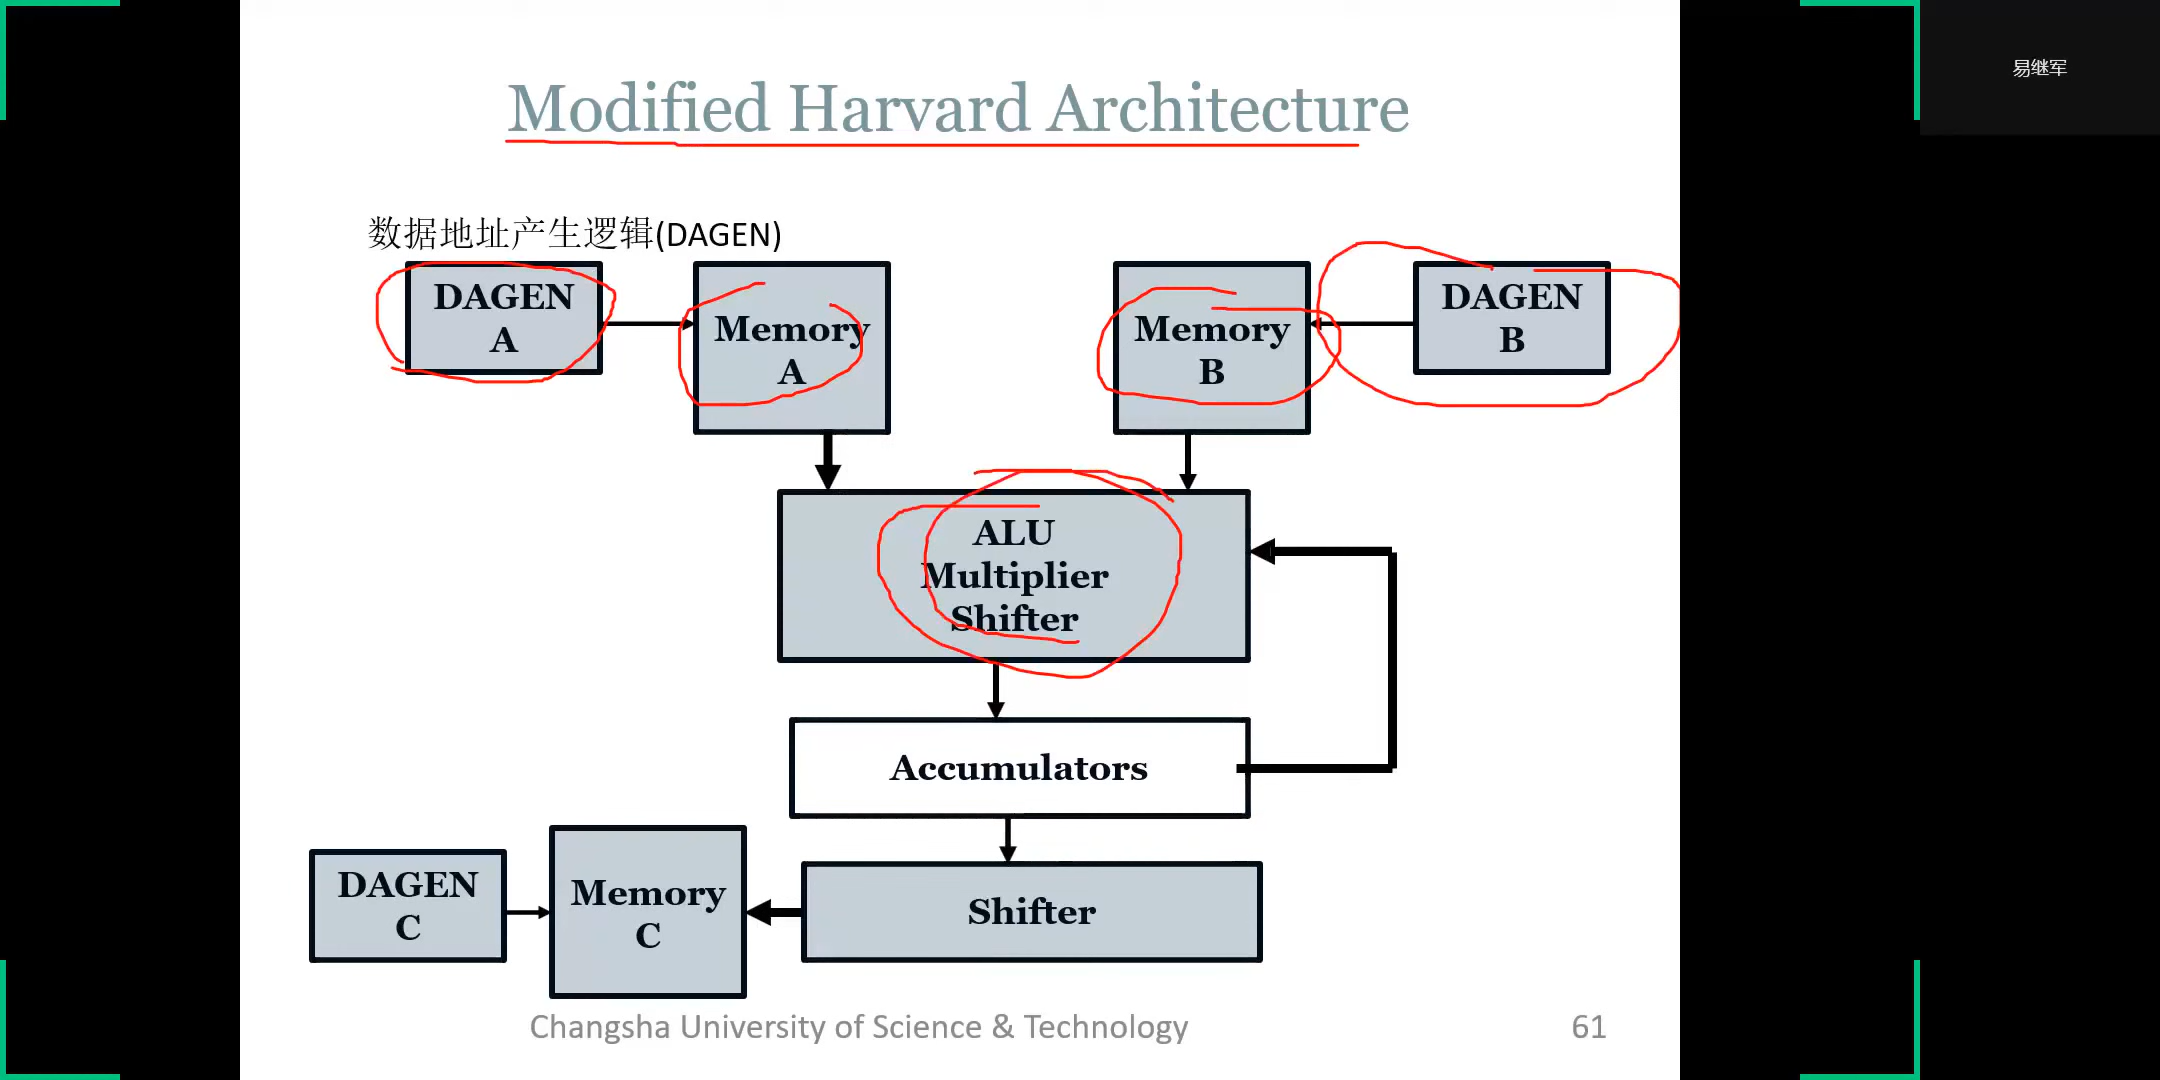 易继军
Modified Harvard Architecture
数据地址产生逻辑(DAGEN)
DAGEN
A
Memory
A
Memory
B
DAGEN
B
ALU
Multiplier
Shifter
Accumulators
DAGEN
C
Memory
C
Shifter
Changsha University of Science & Technology
61